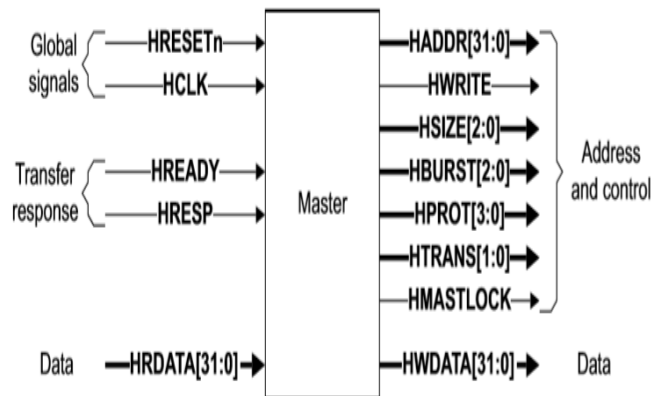 Global
signals
HRESETn
HCLK
Transfer
response
HREADY
HRESP
Data
HRDATA[31:0]
Master
HADDR[31:0]
HWRITE
HSIZE[2:0]
HBURST[2:0]
HPROT[3:0]
HTRANS[1:0]
HMASTLOCK
Address
and control
HWDATA[31:0]
Data